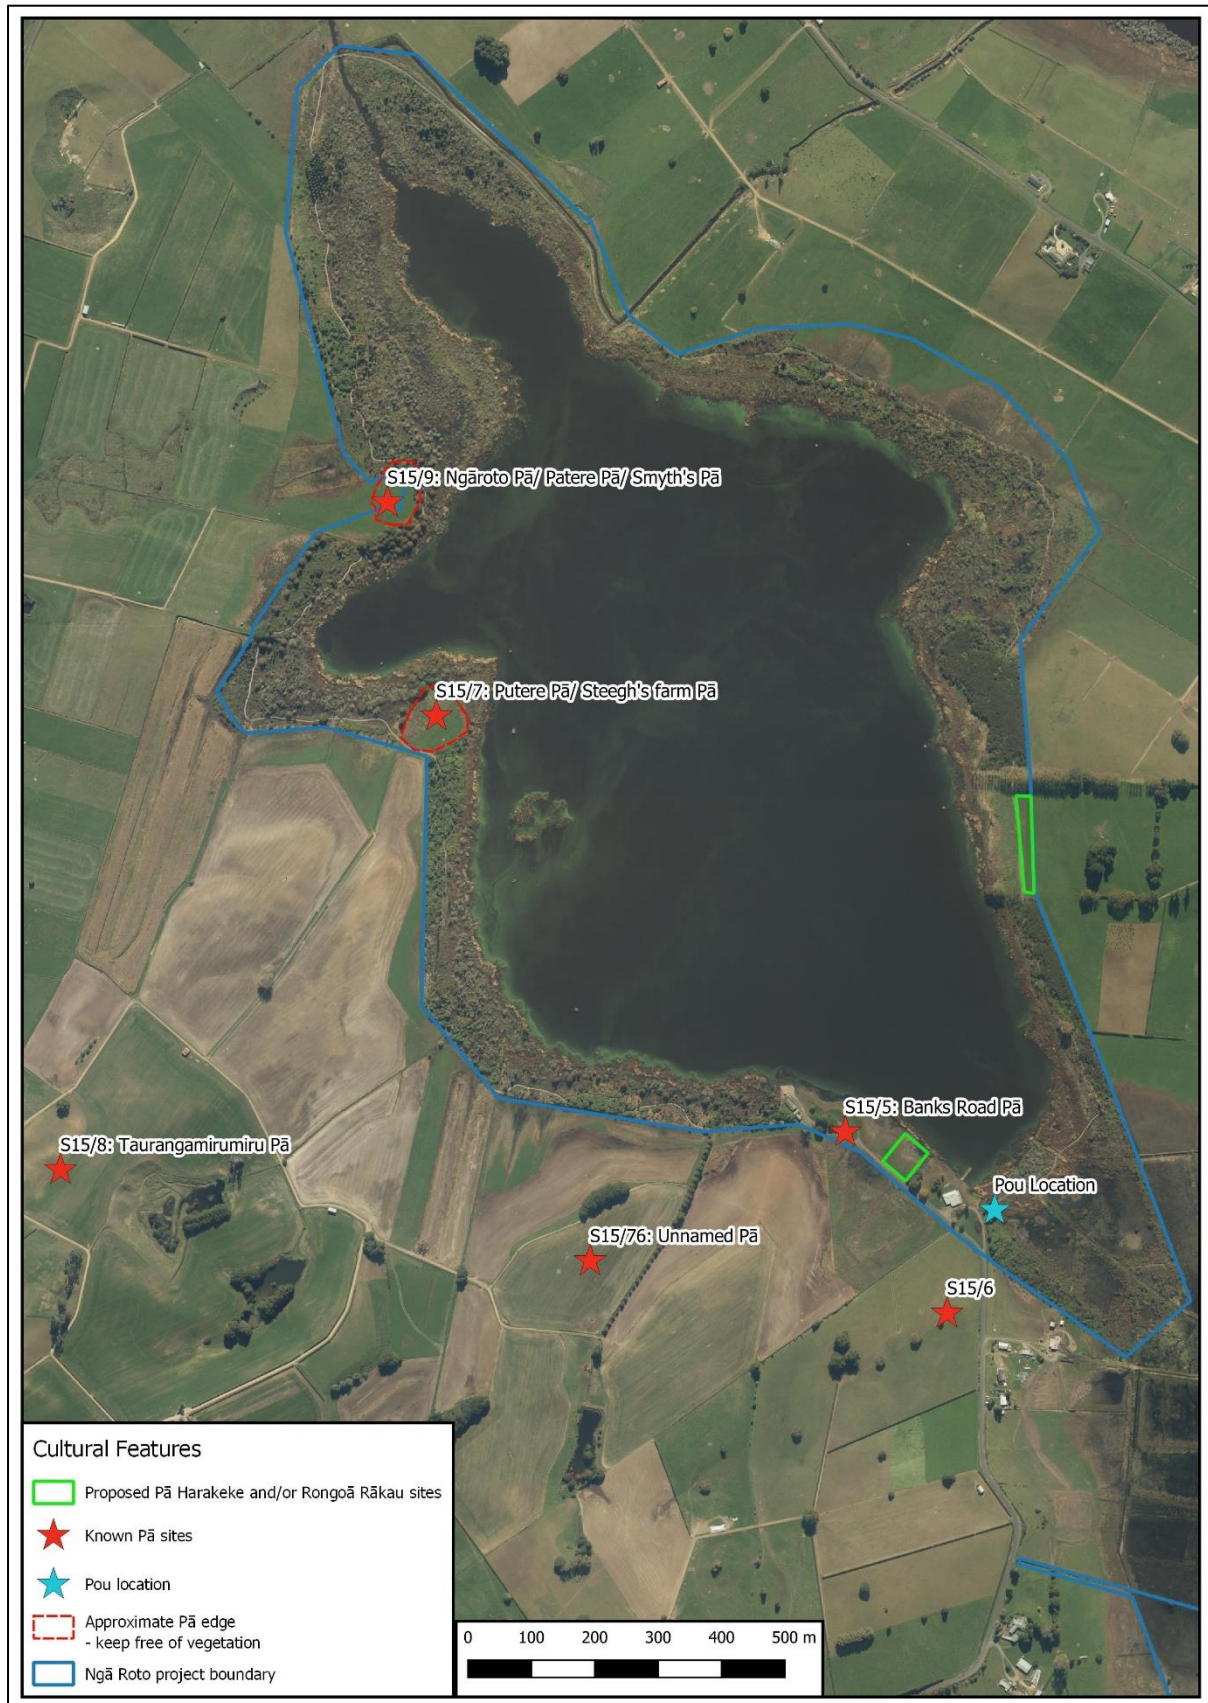 S15/9: Ngāroto Pā/ Patere Pā/ Smyth's Pā
S15/7: Putere Pā/ Steegh's farm Pā
S15/5: Banks Road Pā
S15/8: Taurangamirumiru Pā
Pou Location
S15/76: Unnamed Pā
S15/6
Cultural Features
Proposed Pā Harakeke and/or Rongoā Rākau sites
Known Pā sites
Pou location
Approximate Pā edge
- keep free of vegetation
Ngā Roto project boundary
0 100 200 300 400 500 m